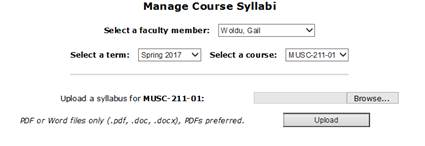 Manage Course Syllabi
Select a faculty member: Woldu, Gail
Select a term: Spring 2017 Select a course: MUSC-211-01
Upload a syllabus for MUSC-211-01: Browse...
PDF or Word files only (.pdf, .doc, .docx), PDFs preferred. Upload